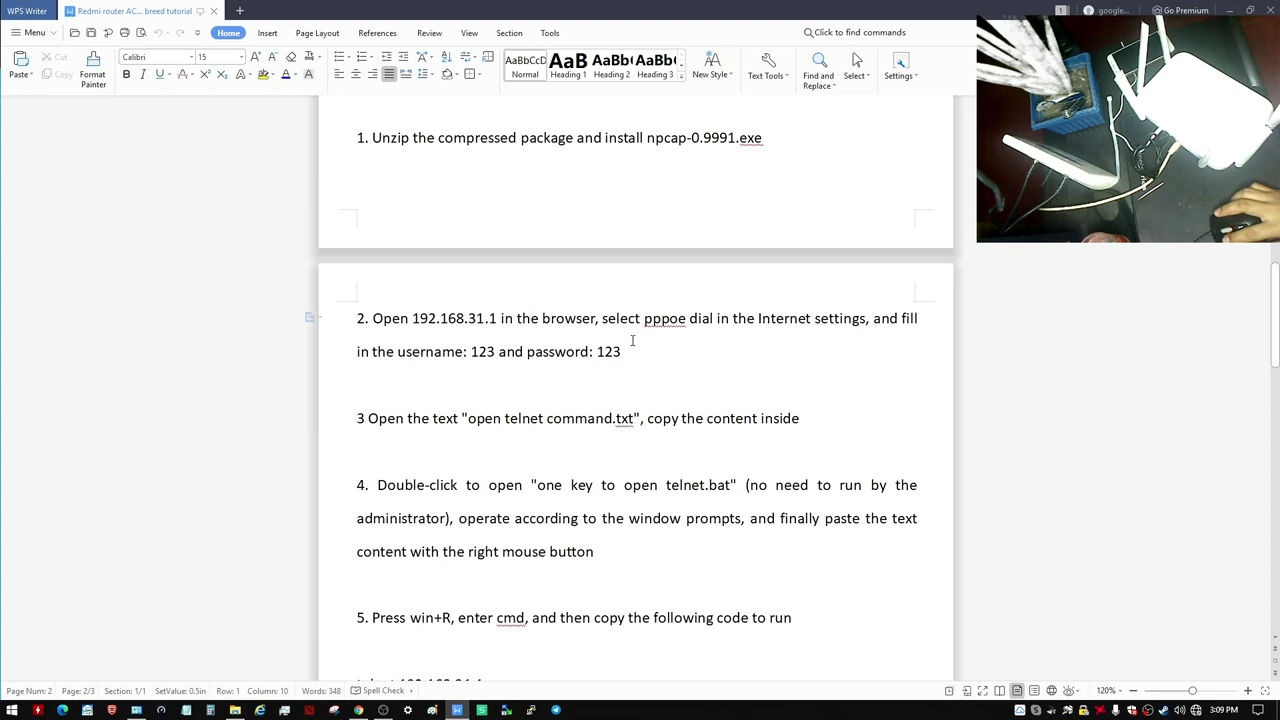 WPS Writer
Redmi router AC... breed tutorial
google...
Go Premium
Menu
Home
Insert
Page Layout
References
Review
View
Section
Tools
Click to find commands
Paste
Cut
Copy
Format Painter
Calibri
15
AaBbCcD
Normal
AaB
Heading 1
AaBb(
Heading 2
AaBb(
Heading 3
New Style
Text Tools
Find and Replace
Select
Settings
1. Unzip the compressed package and install npcap-0.9991.exe
2. Open 192.168.31.1 in the browser, select pppoe dial in the Internet settings, and fill
in the username: 123 and password: 123
3 Open the text "open telnet command.txt", copy the content inside
4. Double-click to open "one key to open telnet.bat" (no need to run by the
administrator), operate according to the window prompts, and finally paste the text
content with the right mouse button
5. Press win+R, enter cmd, and then copy the following code to run
telnet 192.168.31.1
Page Num: 2
Page: 2/3
Section: 1/1
SetValue: 0.5in
Row: 1
Column: 10
Words: 348
Spell Check
120%
3:09 PM